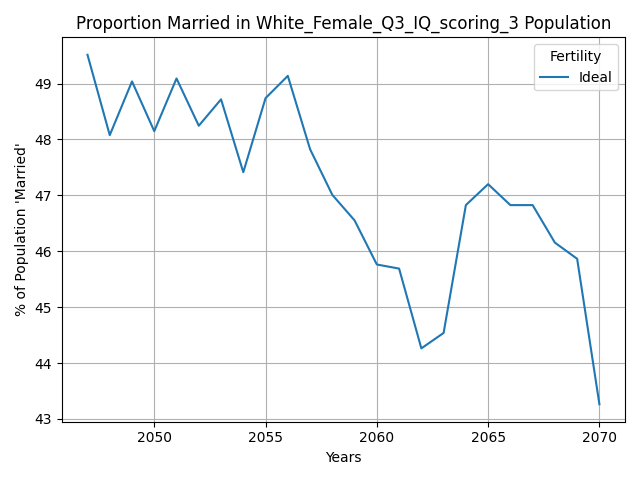 Proportion Married in White_Female_Q3_IQ_scoring_3 Population
Fertility
Ideal
% of Population 'Married'
49
48
47
46
45
44
43
2050 2055 2060 2065 2070
Years